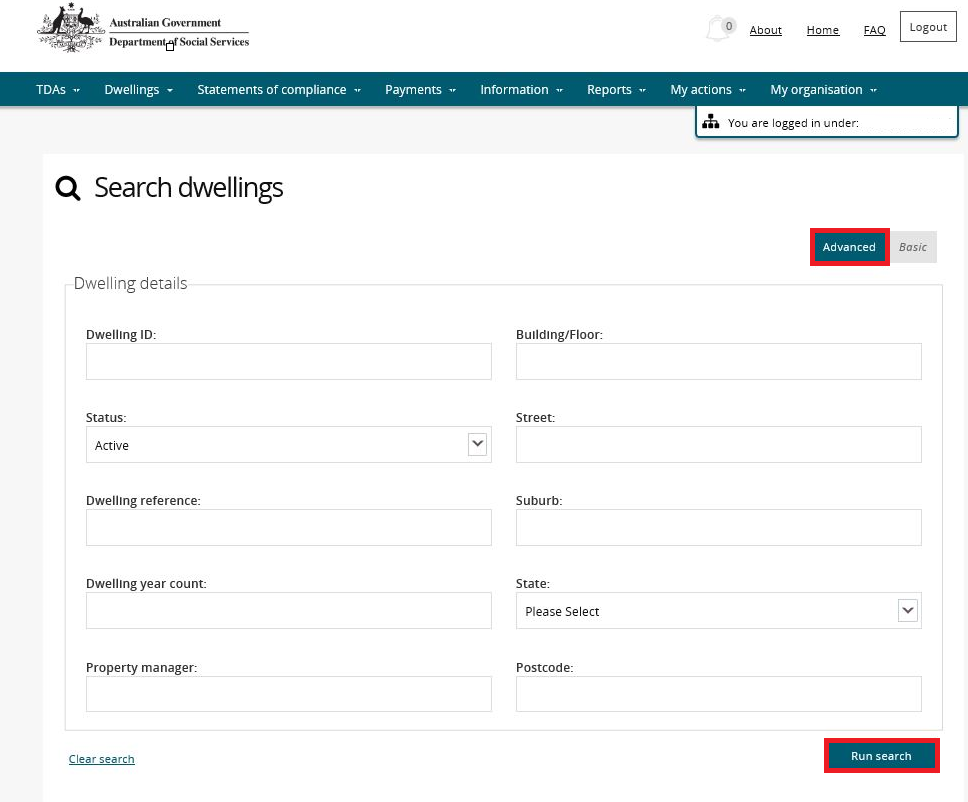 Australian Government
Department of Social Services
0 About Home FAQ Logout
TDAs Dwellings Statements of compliance Payments Information Reports My actions My organisation
You are logged in under:
Search dwellings
Advanced Basic
Dwelling details
Dwelling ID: Building/Floor:
Status: Street:
Active
Dwelling reference: Suburb:
Dwelling year count: State:
Please Select
Property manager: Postcode:
Clear search Run search